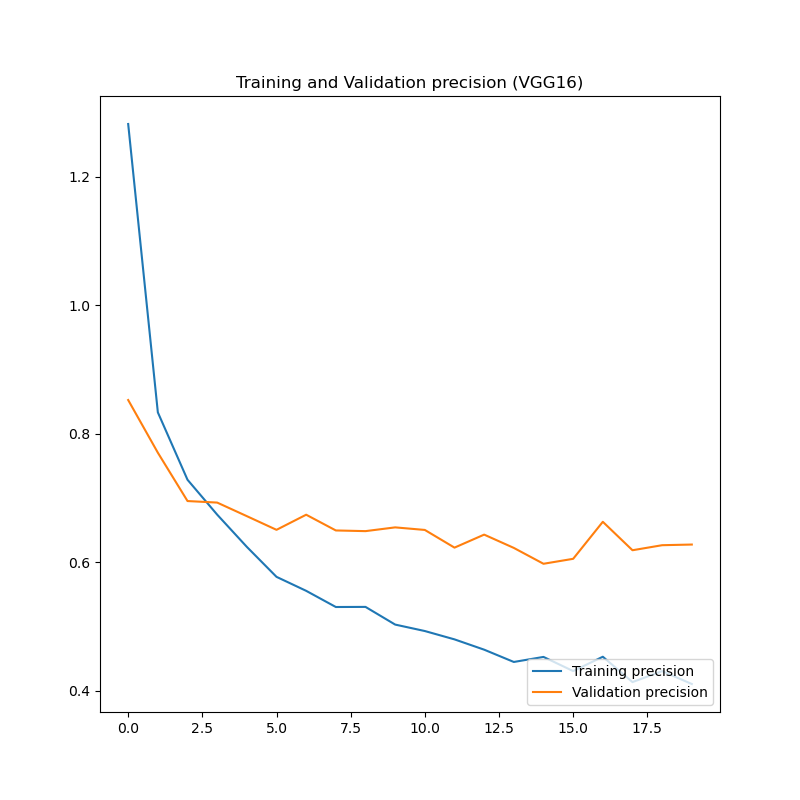 Training and Validation precision (VGG16)
1.2
1.0
0.8
0.6
0.4
Training precision
Validation precision
0.0 2.5 5.0 7.5 10.0 12.5 15.0 17.5